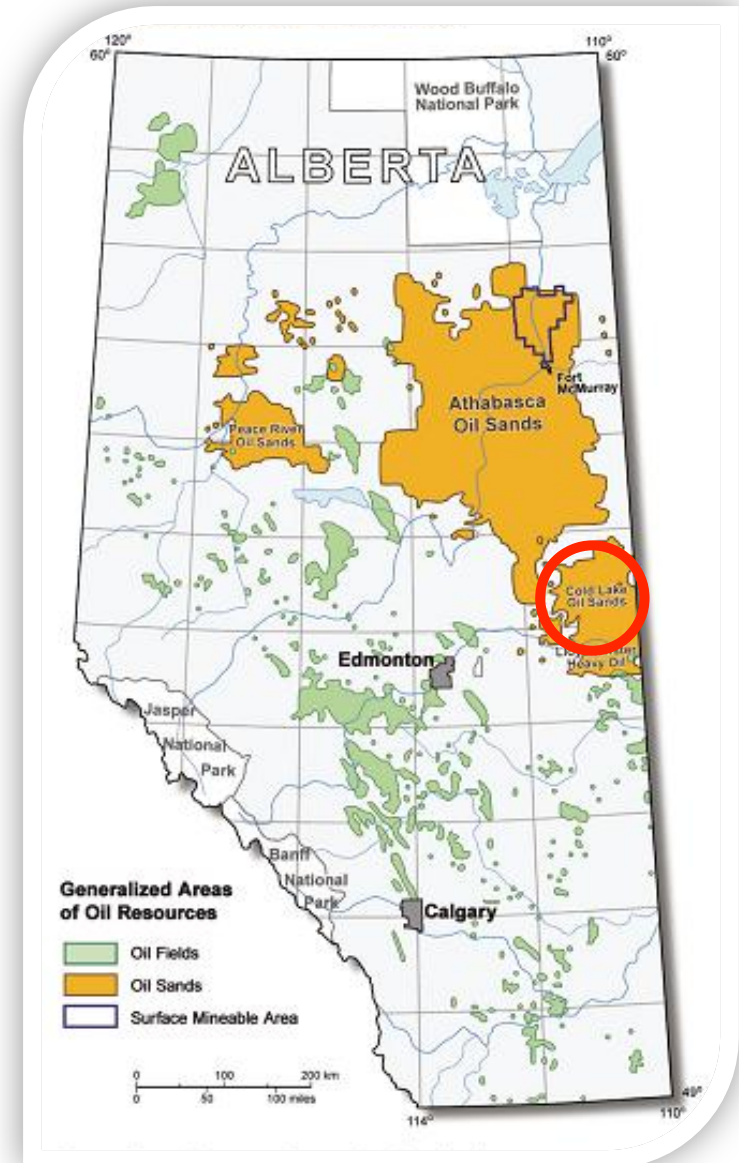 120°
60°
110°
60°
Wood Buffalo
National Park
ALBERTA
Fort
McMurray
Athabasca
Oil Sands
Peace River
Oil Sands
Cold Lake
Oil Sands
Heavy Oil
Edmonton
Jasper
National
Park
Banff
National
Park
Calgary
Generalized Areas
of Oil Resources
Oil Fields
Oil Sands
Surface Mineable Area
0 100 200 km
0 50 100 miles
49°
110°
114°